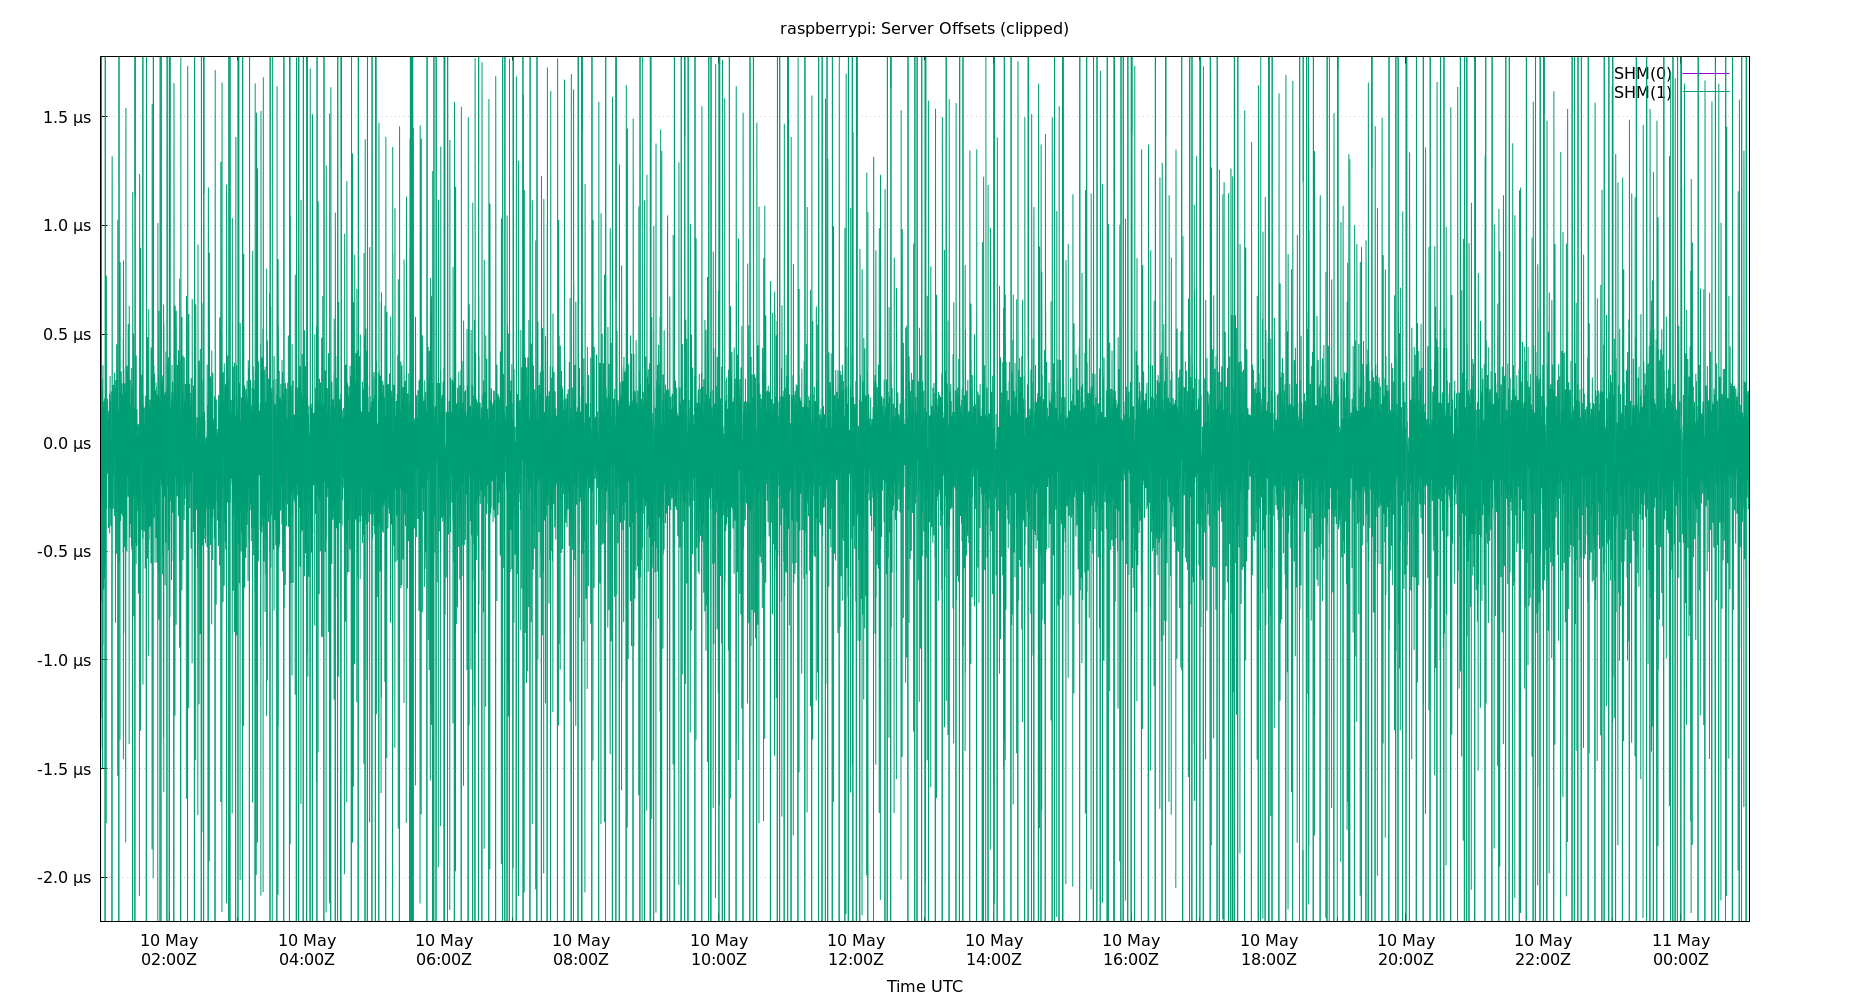 raspberrypi: Server Offsets (clipped)
SHM(0)
SHM(1)
1.5 µs
1.0 µs
0.5 µs
0.0 µs
-0.5 µs
-1.0 µs
-1.5 µs
-2.0 µs
10 May 10 May 10 May 10 May 10 May 10 May 10 May 10 May 10 May 10 May 10 May 11 May
02:00Z 04:00Z 06:00Z 08:00Z 10:00Z 12:00Z 14:00Z 16:00Z 18:00Z 20:00Z 22:00Z 00:00Z
Time UTC